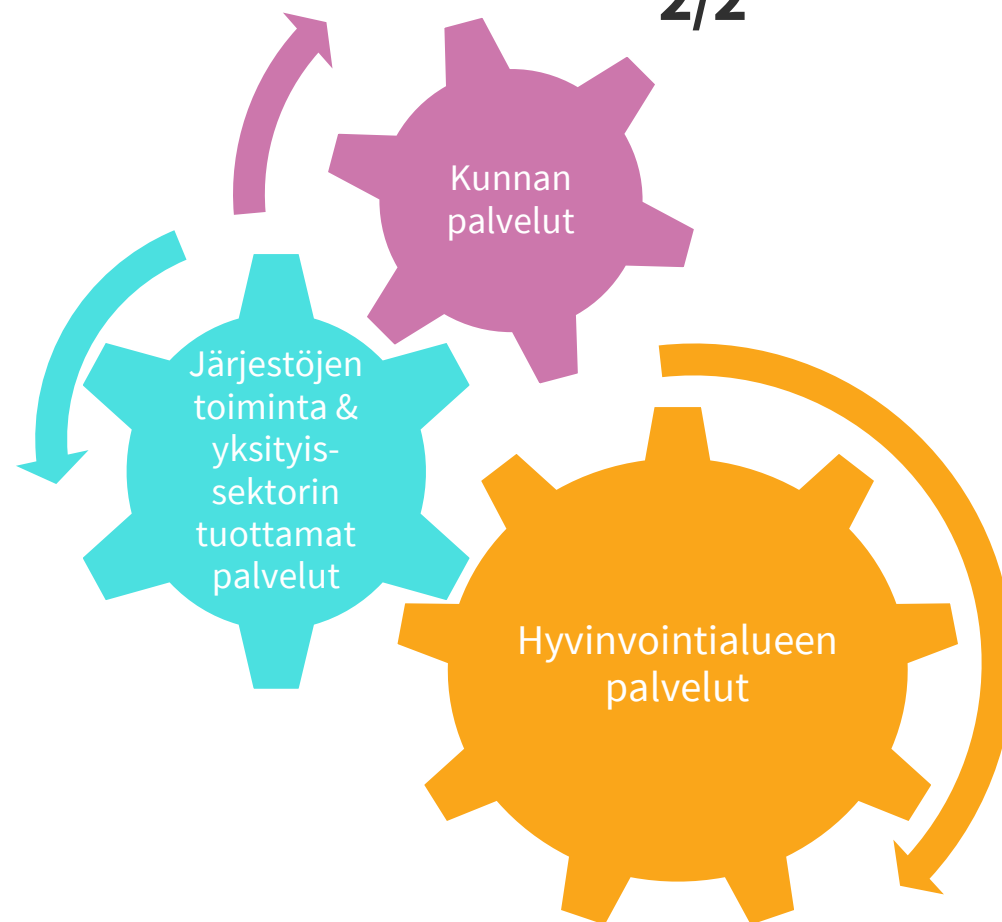 2/2
Kunnan
palvelut
Järjestöjen
toiminta &
yksityis-
sektorin
tuottamat
palvelut
Hyvinvointialueen
palvelut